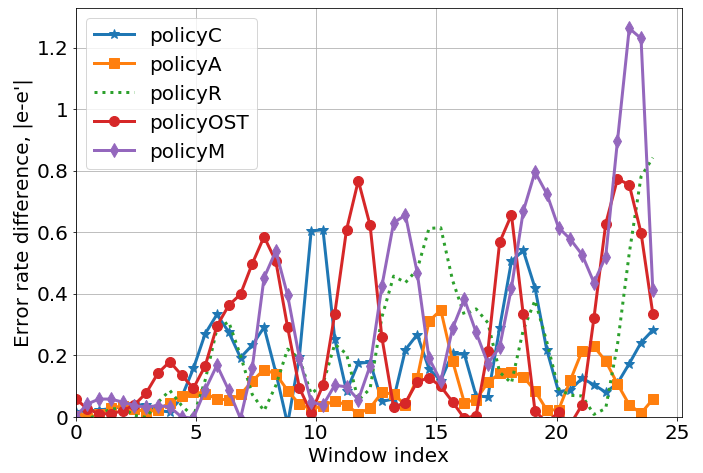 policyC
policyA
policyR
policyOST
policyM
Error rate difference, |e-e'|
1.2
1
0.8
0.6
0.4
0.2
0
0 5 10 15 20 25
Window index